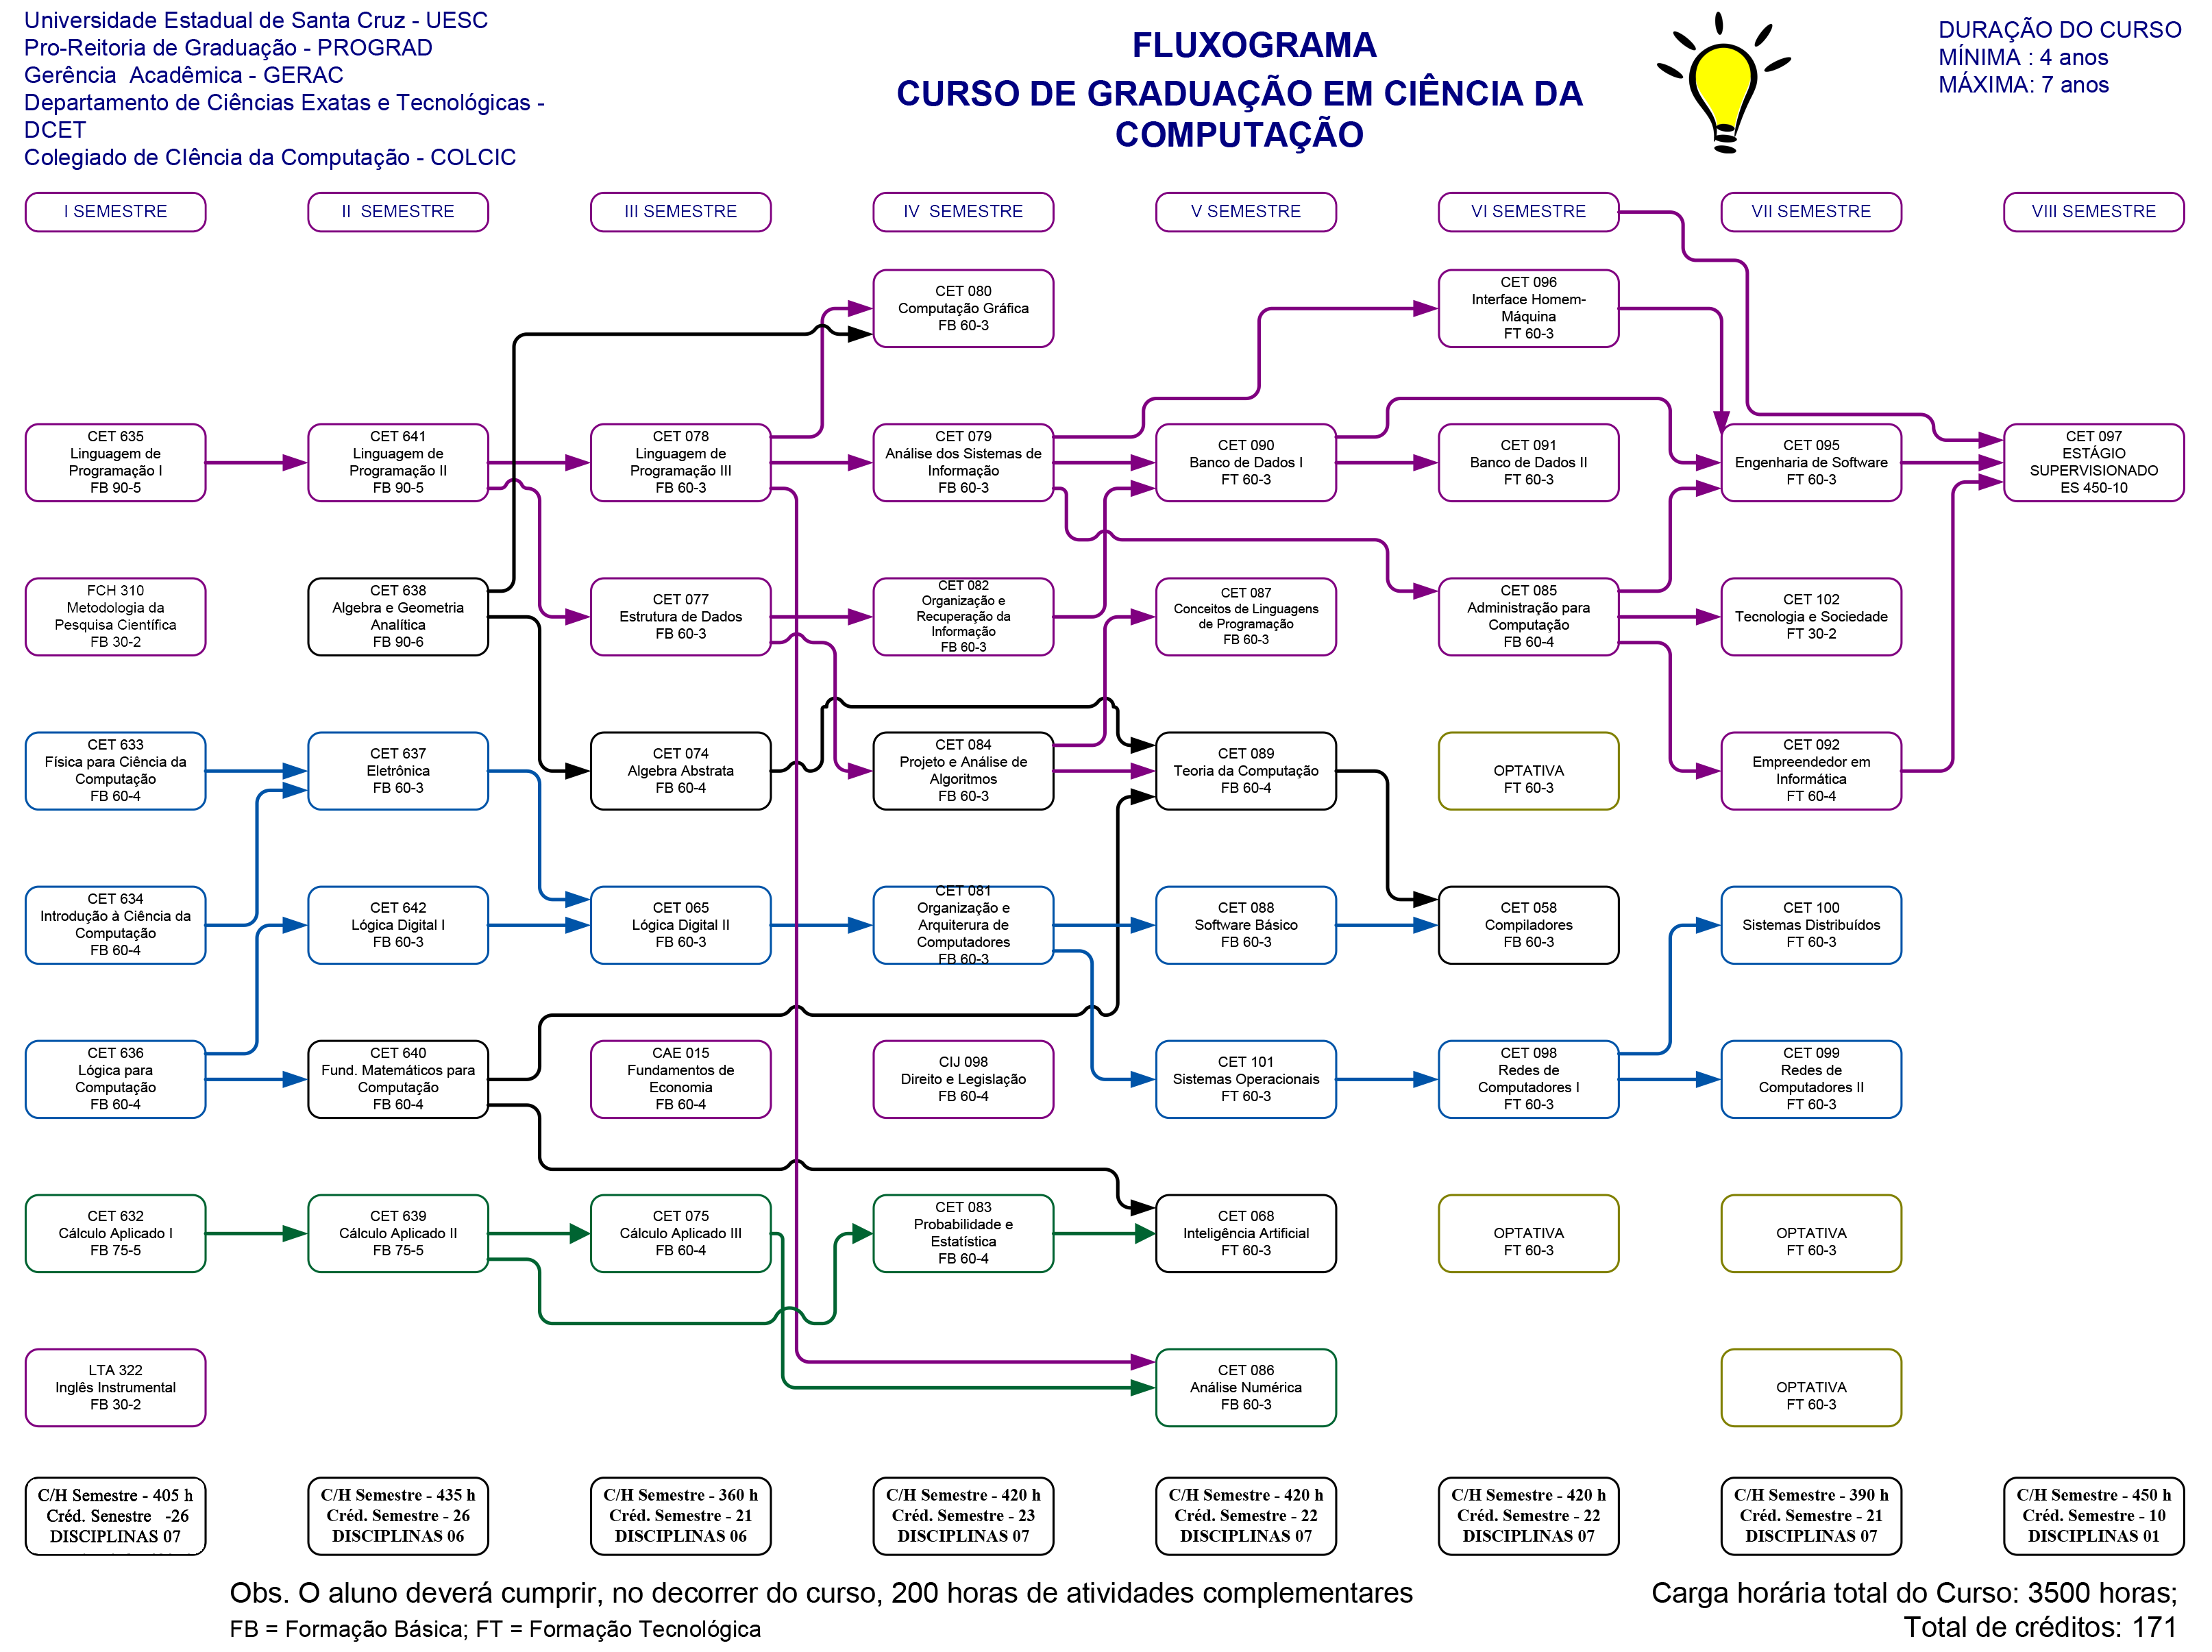 Universidade Estadual de Santa Cruz - UESC
Pro-Reitoria de Graduação - PROGRAD
Gerência  Acadêmica - GERAC
Departamento de Ciências Exatas e Tecnológicas -
DCET
Colegiado de CIência da Computação - COLCIC
FLUXOGRAMA
CURSO DE GRADUAÇÃO EM CIÊNCIA DA
COMPUTAÇÃO
DURAÇÃO DO CURSO
MÍNIMA : 4 anos
MÁXIMA: 7 anos
I SEMESTRE
II  SEMESTRE
III SEMESTRE
IV  SEMESTRE
V SEMESTRE
VI SEMESTRE
VII SEMESTRE
VIII SEMESTRE
CET 080
Computação Gráfica
FB 60-3
CET 096
Interface Homem-
Máquina
FT 60-3
CET 635
Linguagem de
Programação I
FB 90-5
CET 641
Linguagem de
Programação II
FB 90-5
CET 078
Linguagem de
Programação III
FB 60-3
CET 079
Análise dos Sistemas de
Informação
FB 60-3
CET 090
Banco de Dados I
FT 60-3
CET 091
Banco de Dados II
FT 60-3
CET 095
Engenharia de Software
FT 60-3
CET 097
ESTÁGIO
SUPERVISIONADO
ES 450-10
FCH 310
Metodologia da
Pesquisa Científica
FB 30-2
CET 638
Algebra e Geometria
Analítica
FB 90-6
CET 077
Estrutura de Dados
FB 60-3
CET 082
Organização e
Recuperação da
Informação
FB 60-3
CET 087
Conceitos de Linguagens
de Programação
FB 60-3
CET 085
Administração para
Computação
FB 60-4
CET 102
Tecnologia e Sociedade
FT 30-2
CET 633
Física para Ciência da
Computação
FB 60-4
CET 637
Eletrônica
FB 60-3
CET 074
Algebra Abstrata
FB 60-4
CET 084
Projeto e Análise de
Algoritmos
FB 60-3
CET 089
Teoria da Computação
FB 60-4
OPTATIVA
FT 60-3
CET 092
Empreendedor em
Informática
FT 60-4
CET 634
Introdução à Ciência da
Computação
FB 60-4
CET 642
Lógica Digital I
FB 60-3
CET 065
Lógica Digital II
FB 60-3
CET 081
Organização e
Arquiterura de
Computadores
FB 60-3
CET 088
Software Básico
FB 60-3
CET 058
Compiladores
FB 60-3
CET 100
Sistemas Distribuídos
FT 60-3
CET 636
Lógica para
Computação
FB 60-4
CET 640
Fund. Matemáticos para
Computação
FB 60-4
CAE 015
Fundamentos de
Economia
FB 60-4
CIJ 098
Direito e Legislação
FB 60-4
CET 101
Sistemas Operacionais
FT 60-3
CET 098
Redes de
Computadores I
FT 60-3
CET 099
Redes de
Computadores II
FT 60-3
CET 632
Cálculo Aplicado I
FB 75-5
CET 639
Cálculo Aplicado II
FB 75-5
CET 075
Cálculo Aplicado III
FB 60-4
CET 083
Probabilidade e
Estatística
FB 60-4
CET 068
Inteligência Artificial
FT 60-3
OPTATIVA
FT 60-3
OPTATIVA
FT 60-3
LTA 322
Inglês Instrumental
FB 30-2
CET 086
Análise Numérica
FB 60-3
OPTATIVA
FT 60-3
C/H Semestre - 405 h
Créd. Senestre   -26
DISCIPLINAS 07
C/H Semestre - 435 h
Créd. Semestre - 26
DISCIPLINAS 06
C/H Semestre - 360 h
Créd. Semestre - 21
DISCIPLINAS 06
C/H Semestre - 420 h
Créd. Semestre - 23
DISCIPLINAS 07
C/H Semestre - 420 h
Créd. Semestre - 22
DISCIPLINAS 07
C/H Semestre - 420 h
Créd. Semestre - 22
DISCIPLINAS 07
C/H Semestre - 390 h
Créd. Semestre - 21
DISCIPLINAS 07
C/H Semestre - 450 h
Créd. Semestre - 10
DISCIPLINAS 01
Obs. O aluno deverá cumprir, no decorrer do curso, 200 horas de atividades complementares
FB = Formação Básica; FT = Formação Tecnológica
Carga horária total do Curso: 3500 horas;
Total de créditos: 171